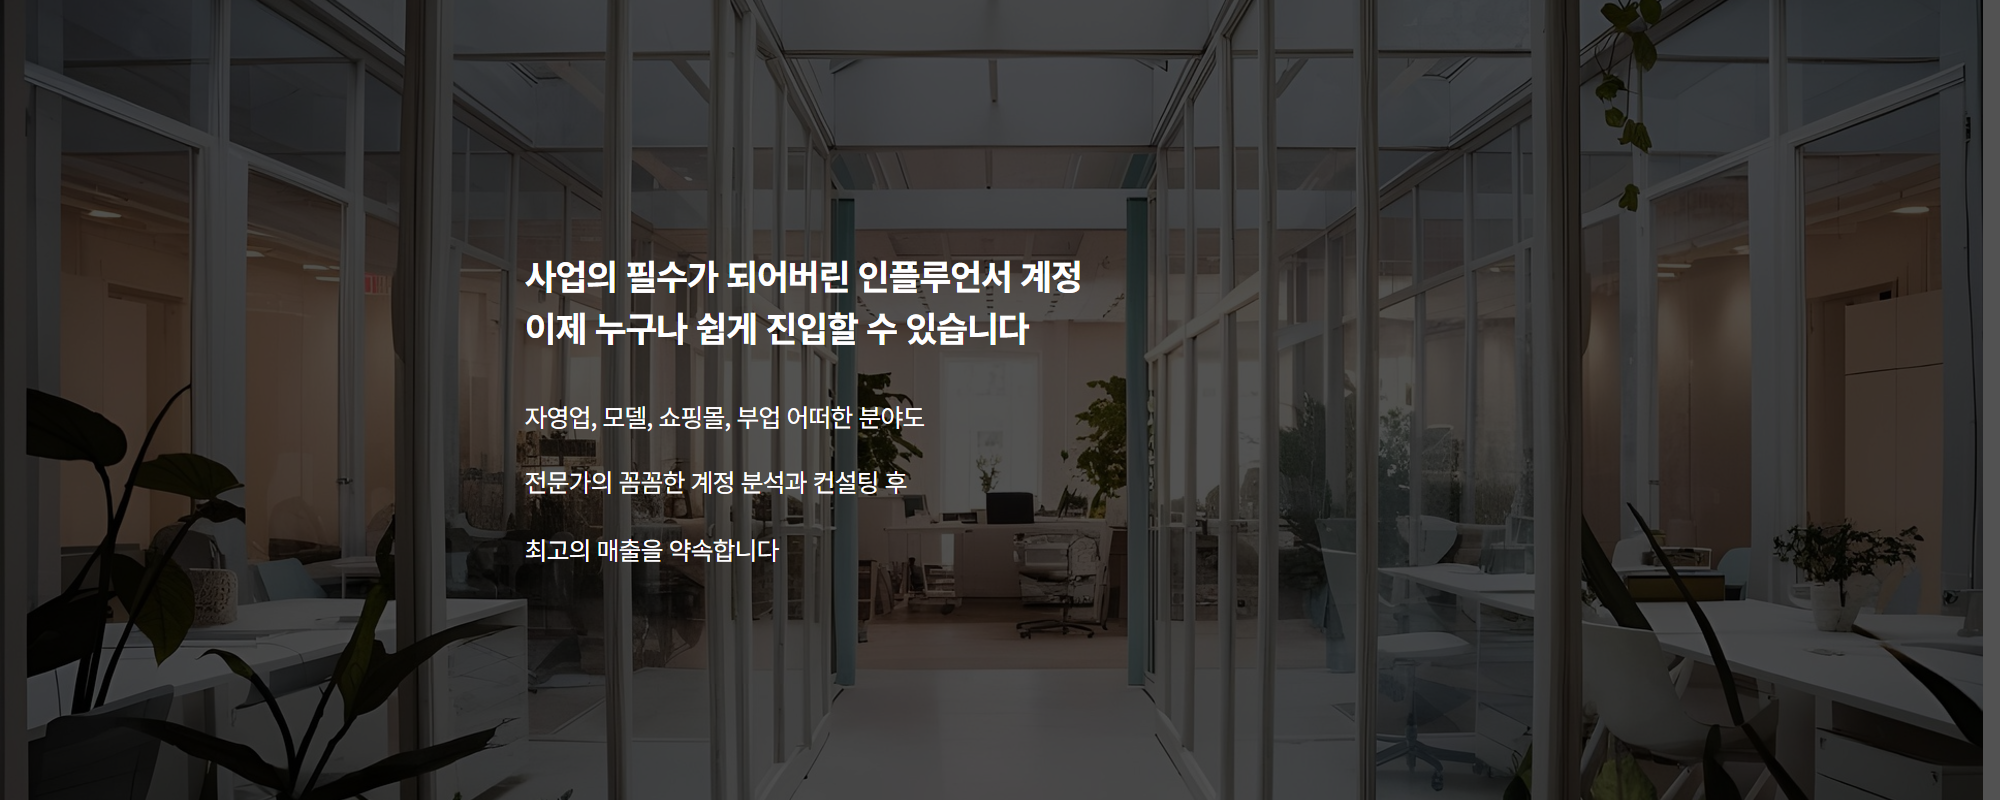 사업의 필수가 되어버린 인플루언서 계정
이제 누구나 쉽게 진입할 수 있습니다
자영업, 모델, 쇼핑몰, 부업 어떠한 분야도
전문가의 꼼꼼한 계정 분석과 컨설팅 후
최고의 매출을 약속합니다